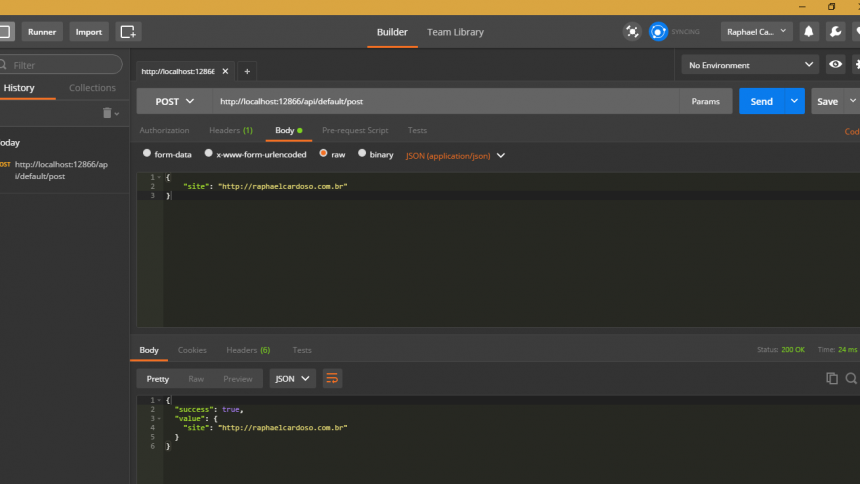 Runner Import Builder Team Library SYNCING Raphael Ca...
Filter
http://localhost:1286 No Environment
History Collections
POST http://localhost:12866/api/default/post Params Send Save
Authorization Headers (1) Body Pre-request Script Tests
form-data x-www-form-urlencoded raw binary JSON (application/json)
POST http://localhost:12866/ap
i/default/post
1 {
2 "site": "http://raphaelcardoso.com.br"
3 }
Body Cookies Headers (6) Tests Status: 200 OK Time: 24 ms
Pretty Raw Preview JSON
1 {
2 "success": true,
3 "value": {
4 "site": "http://raphaelcardoso.com.br"
5 }
6 }